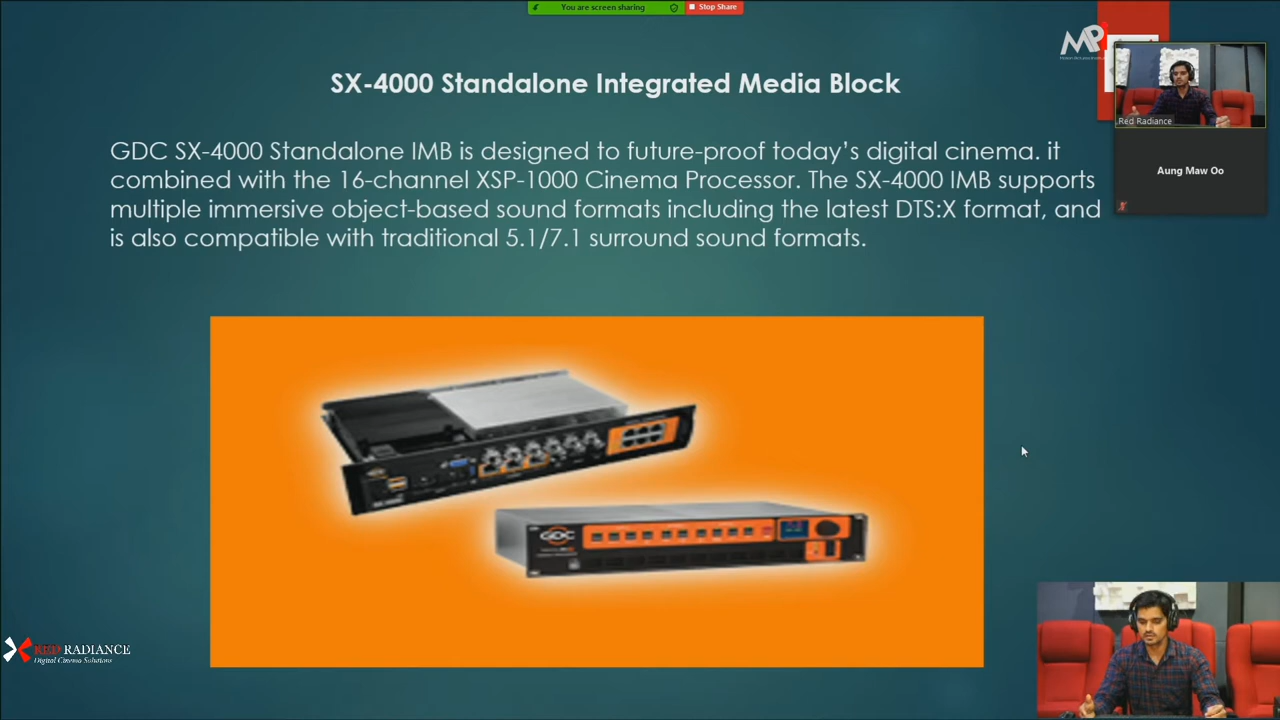 You are screen sharing
Stop Share
MP
SX-4000 Standalone Integrated Media Block
Red Radiance
GDC SX-4000 Standalone IMB is designed to future-proof today's digital cinema. it
combined with the 16-channel XSP-1000 Cinema Processor. The SX-4000 IMB supports
multiple immersive object-based sound formats including the latest DTS:X format, and
is also compatible with traditional 5.1/7.1 surround sound formats.
Aung Maw Oo
GDC
RED RADIANCE
Digital Cinema Solutions